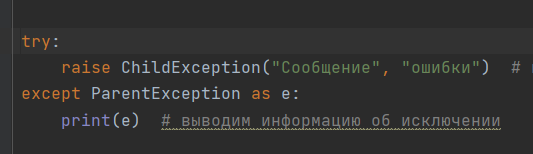 try:
    raise ChildException("Сообщение", "ошибки")  #
except ParentException as e:
    print(e)  # выводим информацию об исключении